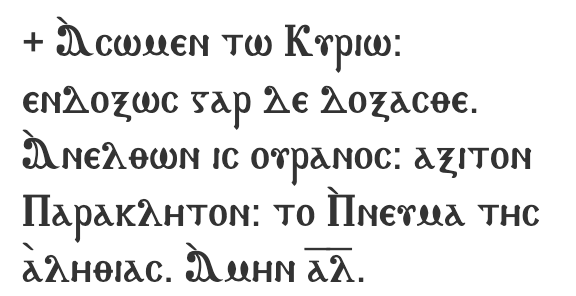 + Ⲁ̀ⲥⲱⲙⲉⲛ ⲧⲱ Ⲕⲩⲣⲓⲱ:
ⲉⲛⲇⲟⲝⲱⲥ ⲅⲁⲣ ⲇⲉ ⲇⲟⲝⲁⲥⲑⲉ.
Ⲁ̀ⲛⲉⲗⲑⲱⲛ ⲓⲥ ⲟⲩⲣⲁⲛⲟⲥ: ⲁⲝⲓⲧⲟⲛ
Ⲡⲁⲣⲁⲕⲗⲏⲧⲟⲛ: ⲧⲟ Ⲡ̀ⲛⲉⲩⲙⲁ ⲧⲏⲥ
ⲁ̀ⲗⲏⲑⲓⲁⲥ. Ⲁ̀ⲙⲏⲛ ⲁ̅ⲗ̅.